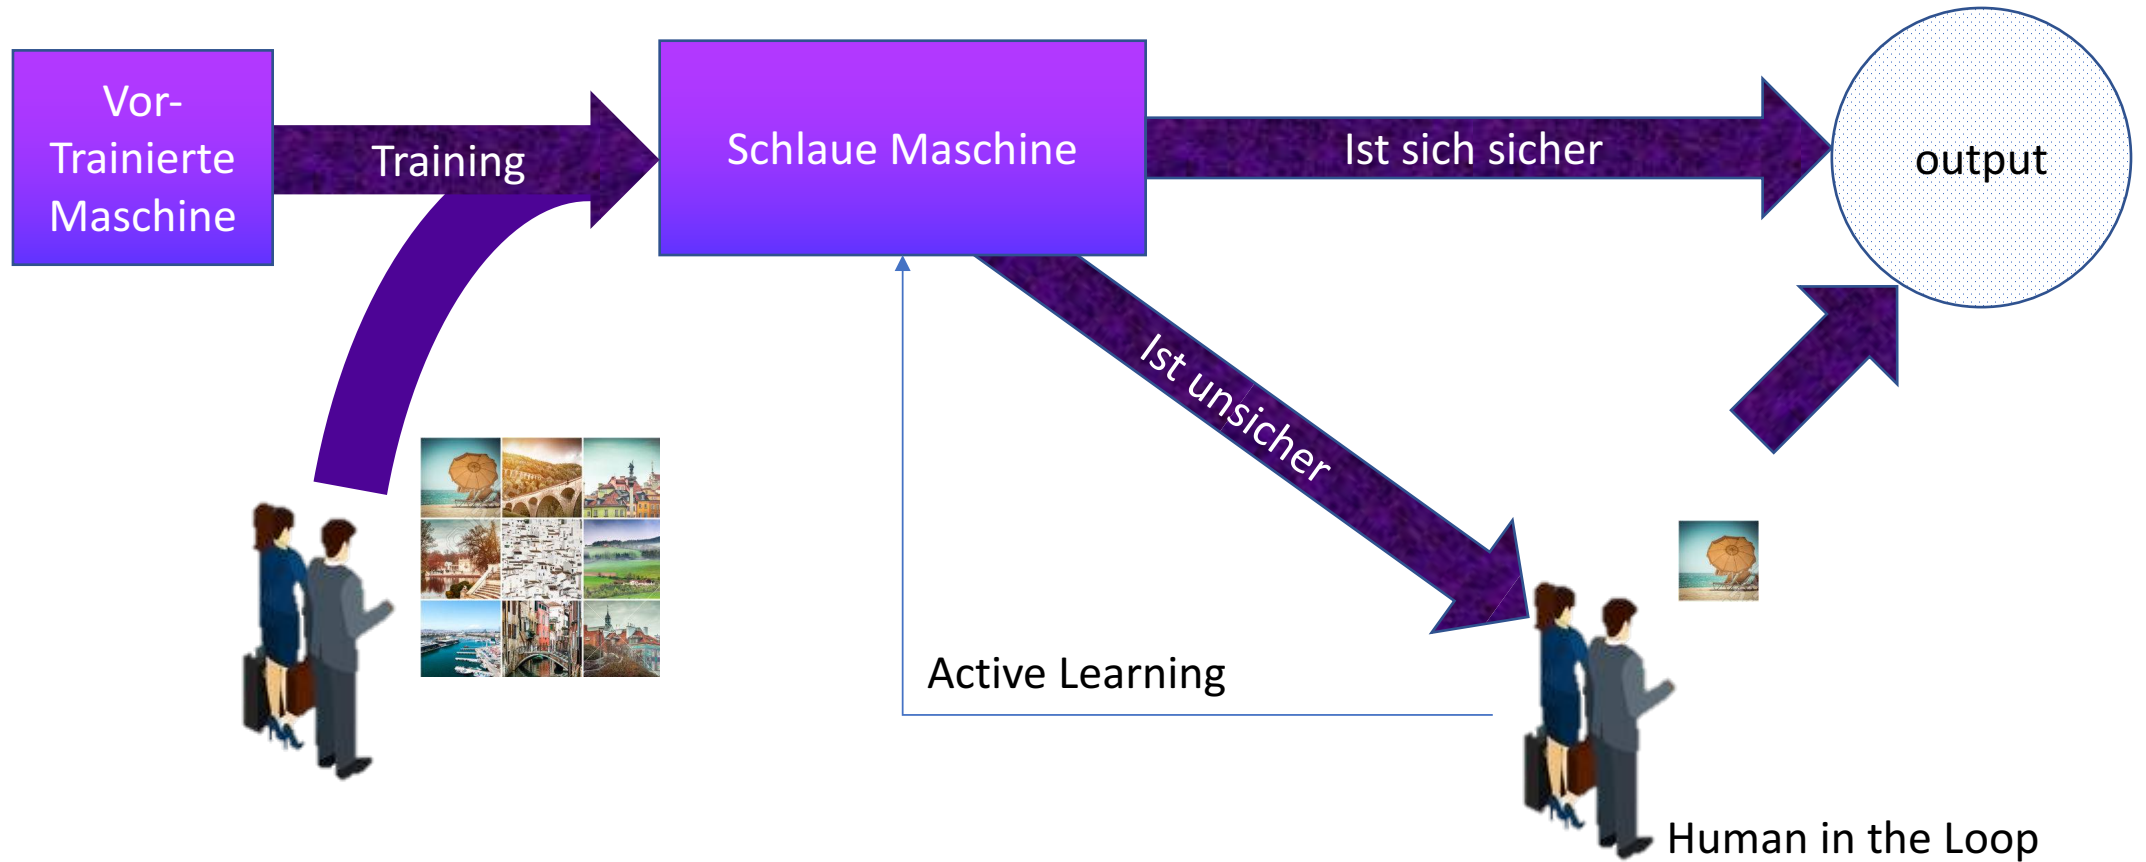 Vor-
Trainierte
Maschine
Training
Schlaue Maschine
Ist sich sicher
output
Ist unsicher
Active Learning
Human in the Loop